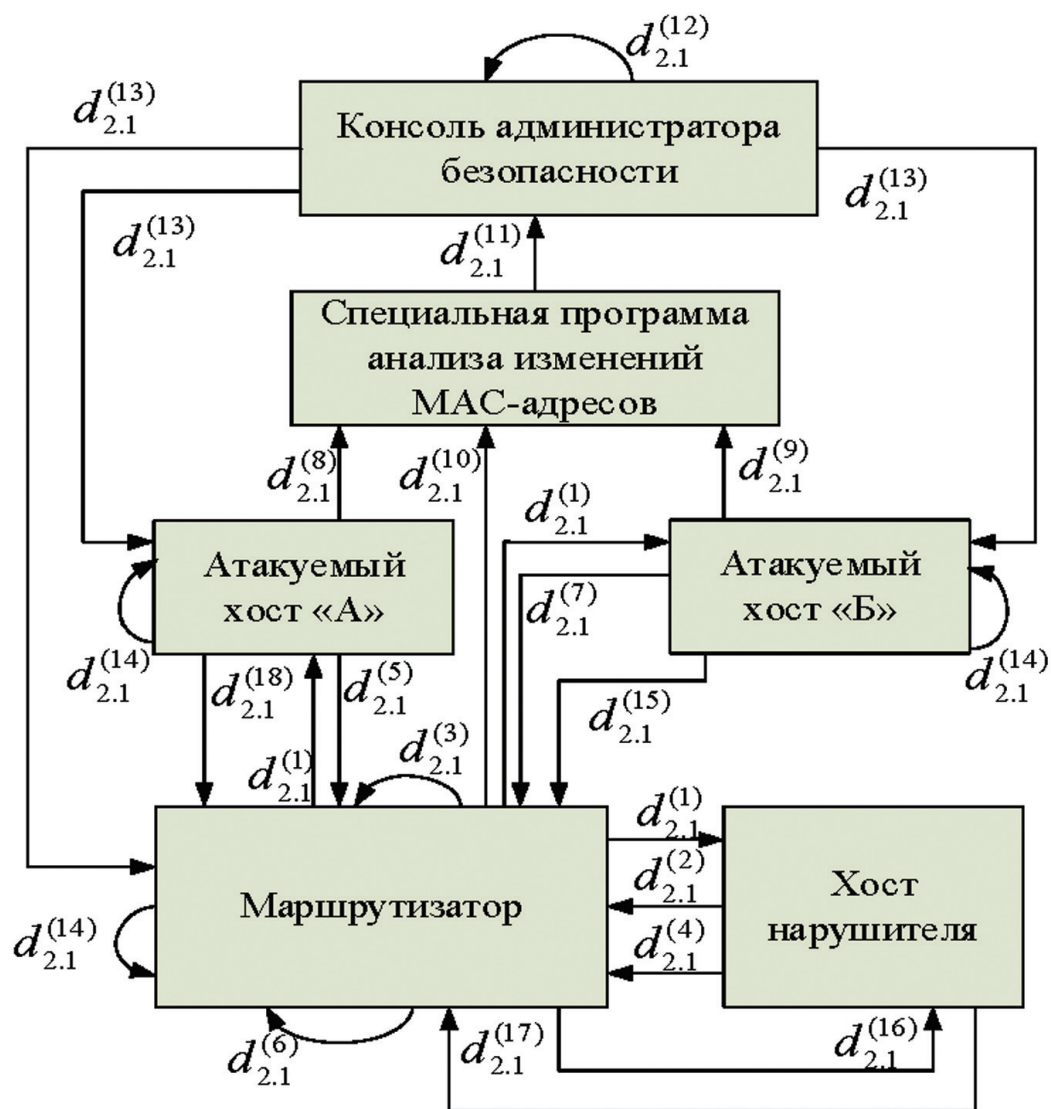 d_{2.1}^{(12)}
d_{2.1}^{(13)}
Консоль администратора
безопасности
d_{2.1}^{(13)}
d_{2.1}^{(13)}
d_{2.1}^{(11)}
Специальная программа
анализа изменений
МАС-адресов
d_{2.1}^{(8)}
d_{2.1}^{(10)}
d_{2.1}^{(9)}
d_{2.1}^{(1)}
Атакуемый
хост «А»
d_{2.1}^{(7)}
Атакуемый
хост «Б»
d_{2.1}^{(14)}
d_{2.1}^{(18)}
d_{2.1}^{(5)}
d_{2.1}^{(15)}
d_{2.1}^{(14)}
d_{2.1}^{(1)}
d_{2.1}^{(3)}
d_{2.1}^{(1)}
Маршрутизатор
d_{2.1}^{(2)}
Хост
нарушителя
d_{2.1}^{(14)}
d_{2.1}^{(4)}
d_{2.1}^{(6)}
d_{2.1}^{(17)}
d_{2.1}^{(16)}